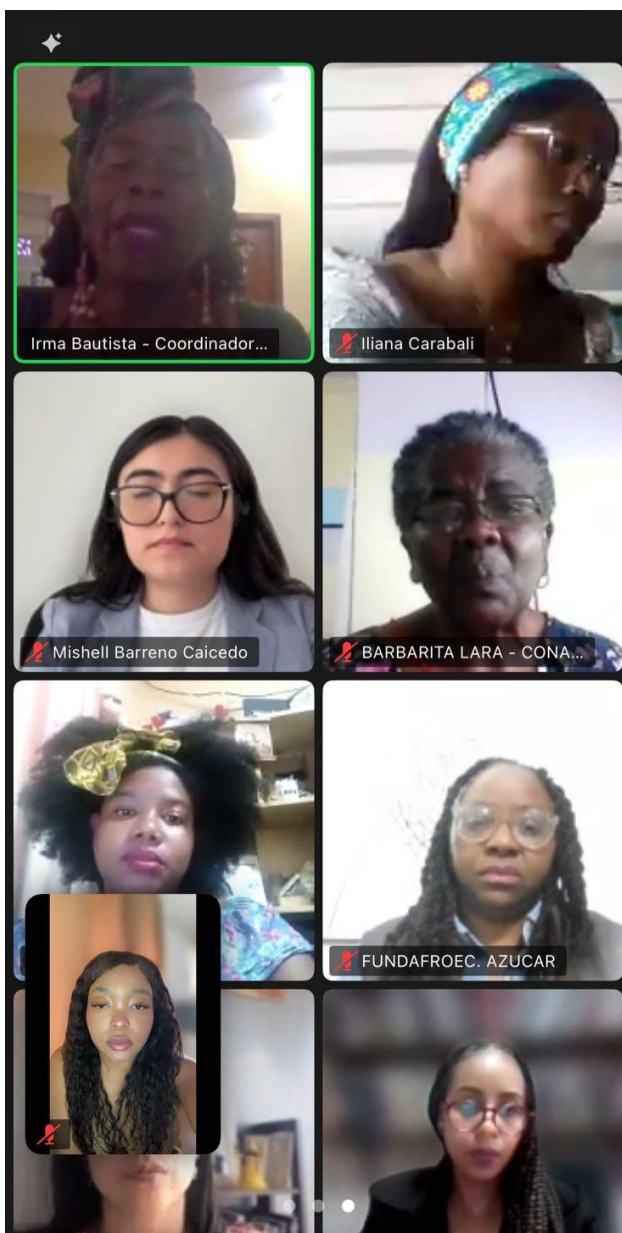 Irma Bautista - Coordinador...
Iliana Carabali
Mishell Barreno Caicedo
BARBARITA LARA - CONA...
FUNDAFROEC. AZUCAR